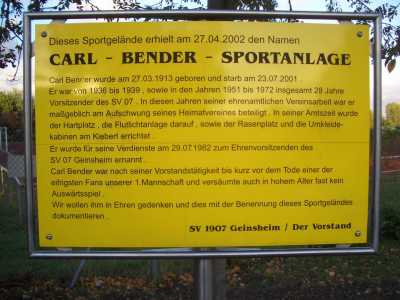 Dieses Sportgelände erhielt am 27.04.2002 den Namen
CARL - BENDER - SPORTANLAGE
Carl Bender wurde am 27.03.1913 geboren und starb am 23.07.2001 .
Er war von 1936 bis 1939 , sowie in den Jahren 1951 bis 1972 insgesamt 28 Jahre
Vorsitzender des SV 07 . In diesen Jahren seiner ehrenamtlichen Vereinsarbeit war er
maßgeblich am Aufschwung seines Heimatvereines beteiligt . In seiner Amtszeit wurde
der Hartplatz , die Flutlichtanlage darauf , sowie der Rasenplatz und die Umkleide-
kabinen am Kieberl errichtet .
Er wurde für seine Verdienste am 29.07.1982 zum Ehrenvorsitzenden des
SV 07 Geinsheim ernannt .
Carl Bender war nach seiner Vorstandstätigkeit bis kurz vor dem Tode einer der
eifrigsten Fans unserer 1.Mannschaft und versäumte auch in hohem Alter fast kein
Auswärtsspiel .
Wir wollen ihm in Ehren gedenken und dies mit der Benennung dieses Sportgeländes
dokumentieren .
SV 1907 Geinsheim / Der Vorstand